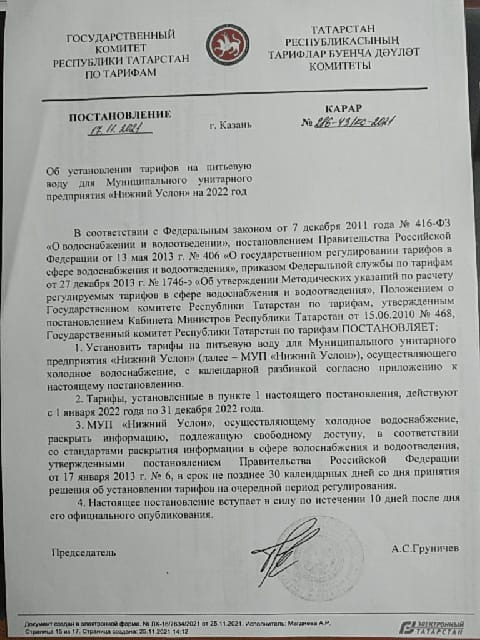 ГОСУДАРСТВЕННЫЙ
КОМИТЕТ
РЕСПУБЛИКИ ТАТАРСТАН
ПО ТАРИФАМ
ТАТАРСТАН
РЕСПУБЛИКАСЫНЫҢ
ТАРИФЛАР БУЕНЧА ДӘҮЛӘТ
КОМИТЕТЫ
ПОСТАНОВЛЕНИЕ
КАРАР
17.11.2021
г. Казань
№
Об установлении тарифов на питьевую
воду для Муниципального унитарного
предприятия «Нижний Услон» на 2022 год
В соответствии с Федеральным законом от 7 декабря 2011 года № 416-ФЗ
«О водоснабжении и водоотведении», постановлением Правительства Российской
Федерации от 13 мая 2013 г. № 406 «О государственном регулировании тарифов в
сфере водоснабжения и водоотведения», приказом Федеральной службы по тарифам
от 27 декабря 2013 г. № 1746-э «Об утверждении Методических указаний по расчету
регулируемых тарифов в сфере водоснабжения и водоотведения», Положением о
Государственном комитете Республики Татарстан по тарифам, утвержденным
постановлением Кабинета Министров Республики Татарстан от 15.06.2010 № 468,
Государственный комитет Республики Татарстан по тарифам ПОСТАНОВЛЯЕТ:
1. Установить тарифы на питьевую воду для Муниципального унитарного
предприятия «Нижний Услон» (далее – МУП «Нижний Услон»), осуществляющего
холодное водоснабжение, с календарной разбивкой согласно приложению к
настоящему постановлению.
2. Тарифы, установленные в пункте 1 настоящего постановления, действуют
с 1 января 2022 года по 31 декабря 2022 года.
3. МУП «Нижний Услон», осуществляющему холодное водоснабжение,
раскрыть информацию, подлежащую свободному доступу, в соответствии
со стандартами раскрытия информации в сфере водоснабжения и водоотведения,
утвержденными постановлением Правительства Российской Федерации
от 17 января 2013 г. № 6, в срок не позднее 30 календарных дней со дня принятия
решения об установлении тарифов на очередной период регулирования.
4. Настоящее постановление вступает в силу по истечении 10 дней после дня
его официального опубликования.
Председатель
А.С.Груничев
Документ создан в электронной форме. № ЛХ-16/7634/2021 от 25.11.2021. Исполнитель:
Страница 15 из 17. Страница создана: 25.11.2021 14:12
ЭЛЕКТРОННЫЙ
ТАТАРСТАН